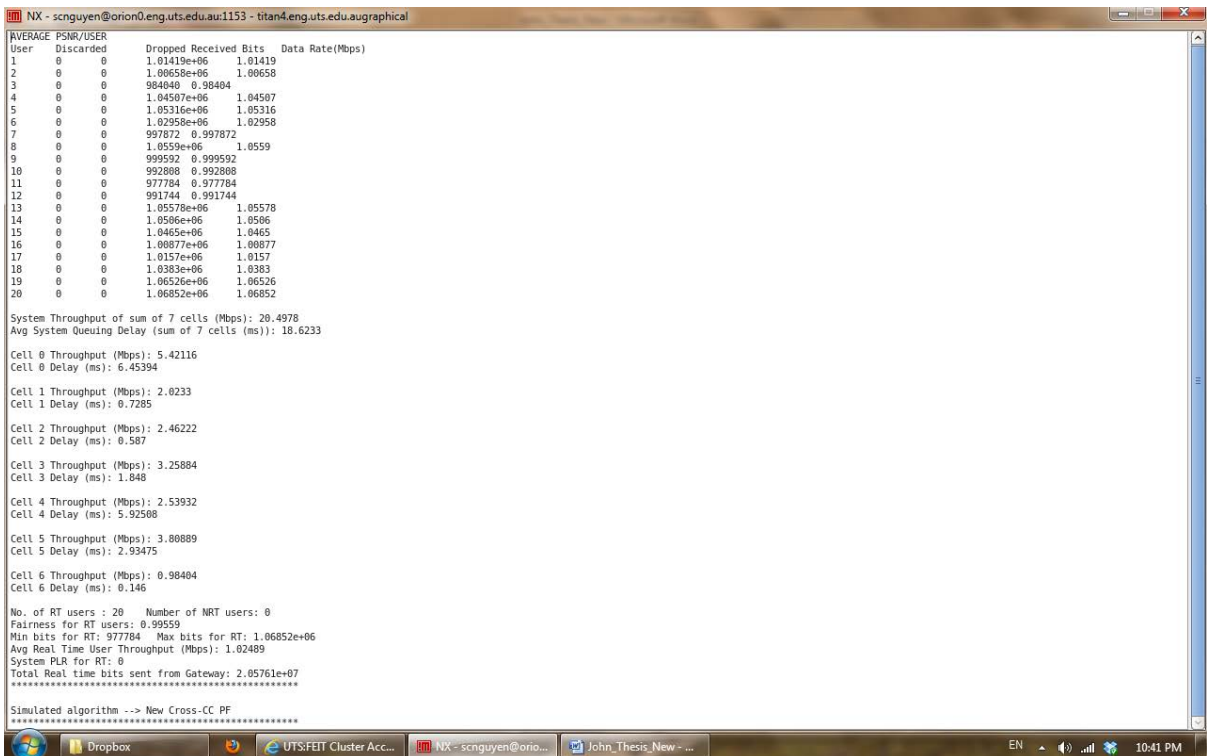 NX - scnguyen@orion0.eng.uts.edu.au:1153 - titan4.eng.uts.edu.augraphical
AVERAGE PSNR/USER
User Discarded Dropped Received Bits Data Rate(Mbps)
1 0 0 1.01419e+06 1.01419
2 0 0 1.00658e+06 1.00658
3 0 0 984040 0.98404
4 0 0 1.04507e+06 1.04507
5 0 0 1.05316e+06 1.05316
6 0 0 1.02958e+06 1.02958
7 0 0 997872 0.997872
8 0 0 1.0559e+06 1.0559
9 0 0 999592 0.999592
10 0 0 992808 0.992808
11 0 0 977784 0.977784
12 0 0 991744 0.991744
13 0 0 1.05578e+06 1.05578
14 0 0 1.0506e+06 1.0506
15 0 0 1.0465e+06 1.0465
16 0 0 1.00877e+06 1.00877
17 0 0 1.0157e+06 1.0157
18 0 0 1.0383e+06 1.0383
19 0 0 1.06526e+06 1.06526
20 0 0 1.06852e+06 1.06852
System Throughput of sum of 7 cells (Mbps): 20.4978
Avg System Queuing Delay (sum of 7 cells (ms)): 18.6233
Cell 0 Throughput (Mbps): 5.42116
Cell 0 Delay (ms): 6.45394
Cell 1 Throughput (Mbps): 2.0233
Cell 1 Delay (ms): 0.7285
Cell 2 Throughput (Mbps): 2.46222
Cell 2 Delay (ms): 0.587
Cell 3 Throughput (Mbps): 3.25884
Cell 3 Delay (ms): 1.848
Cell 4 Throughput (Mbps): 2.53932
Cell 4 Delay (ms): 5.92508
Cell 5 Throughput (Mbps): 3.80889
Cell 5 Delay (ms): 2.93475
Cell 6 Throughput (Mbps): 0.98404
Cell 6 Delay (ms): 0.146
No. of RT users : 20 Number of NRT users: 0
Fairness for RT users: 0.99559
Min bits for RT: 977784 Max bits for RT: 1.06852e+06
Avg Real Time User Throughput (Mbps): 1.02489
System PLR for RT: 0
Total Real time bits sent from Gateway: 2.05761e+07
**************************************************
Simulated algorithm --> New Cross-CC PF
**************************************************
Dropbox UTS:FEIT Cluster Acc... NX - scnguyen@orio... John_Thesis_New - ... EN 10:41 PM